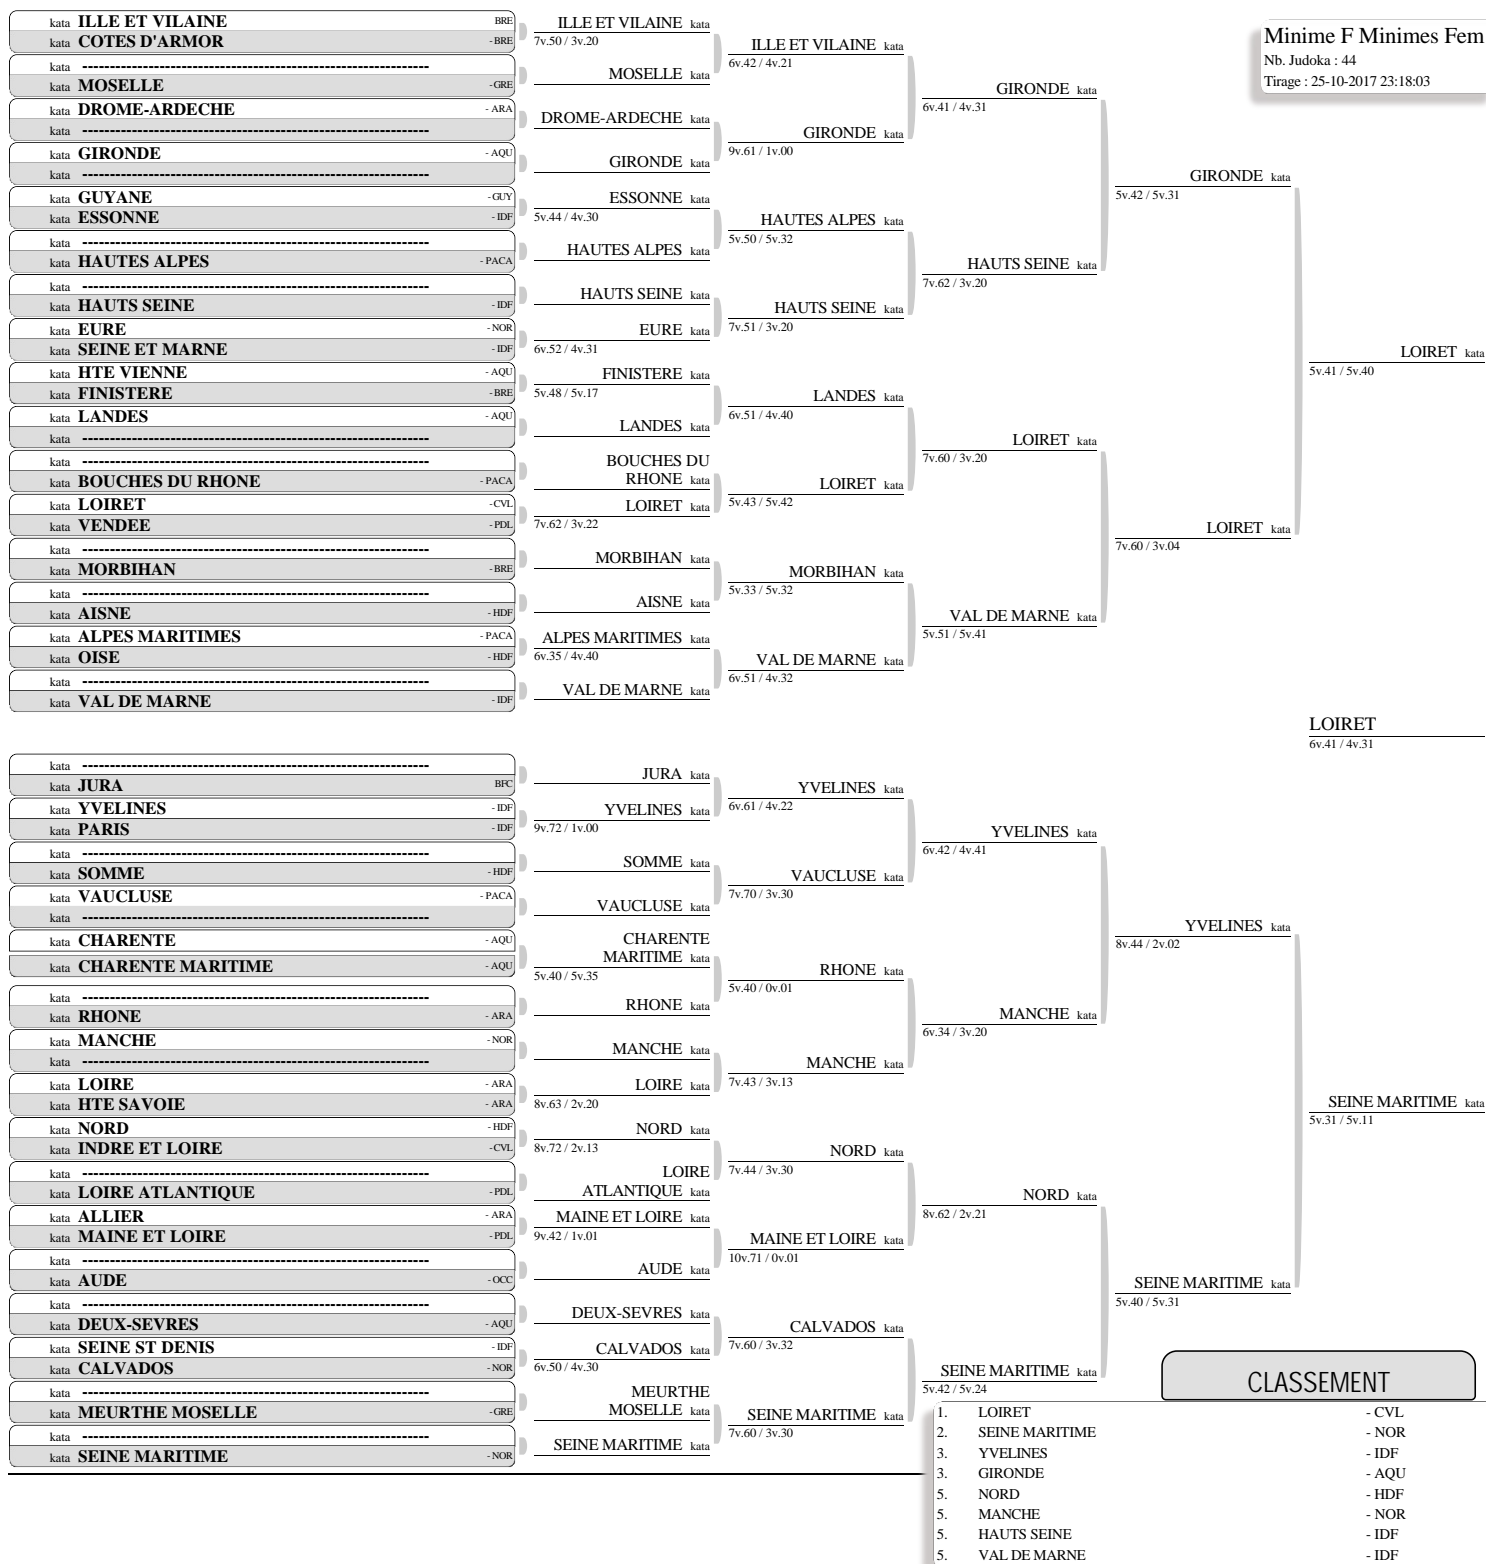 Minime F Minimes Fem
Nb. Judoka : 44
Tirage : 25-10-2017 23:18:03
kata ILLE ET VILAINE BRE
kata COTES D'ARMOR - BRE
kata ----------------------------------------------------------------
kata MOSELLE - GRE
kata DROME-ARDECHE - ARA
kata ----------------------------------------------------------------
kata GIRONDE - AQU
kata ----------------------------------------------------------------
kata GUYANE - GUY
kata ESSONNE - IDF
kata ----------------------------------------------------------------
kata HAUTES ALPES - PACA
kata ----------------------------------------------------------------
kata HAUTS SEINE - IDF
kata EURE - NOR
kata SEINE ET MARNE - IDF
kata HTE VIENNE - AQU
kata FINISTERE - BRE
kata LANDES - AQU
kata ----------------------------------------------------------------
kata ----------------------------------------------------------------
kata BOUCHES DU RHONE - PACA
kata LOIRET - CVL
kata VENDEE - PDL
kata ----------------------------------------------------------------
kata MORBIHAN - BRE
kata ----------------------------------------------------------------
kata AISNE - HDF
kata ALPES MARITIMES - PACA
kata OISE - HDF
kata ----------------------------------------------------------------
kata VAL DE MARNE - IDF
ILLE ET VILAINE kata
7v.50 / 3v.20
MOSELLE kata
DROME-ARDECHE kata
GIRONDE kata
ESSONNE kata
5v.44 / 4v.30
HAUTES ALPES kata
HAUTS SEINE kata
EURE kata
6v.52 / 4v.31
FINISTERE kata
5v.48 / 5v.17
LANDES kata
BOUCHES DU
RHONE kata
LOIRET kata
7v.62 / 3v.22
MORBIHAN kata
AISNE kata
ALPES MARITIMES kata
6v.35 / 4v.40
VAL DE MARNE kata
ILLE ET VILAINE kata
6v.42 / 4v.21
GIRONDE kata
9v.61 / 1v.00
HAUTES ALPES kata
5v.50 / 5v.32
HAUTS SEINE kata
7v.51 / 3v.20
LANDES kata
6v.51 / 4v.40
LOIRET kata
5v.43 / 5v.42
MORBIHAN kata
5v.33 / 5v.32
VAL DE MARNE kata
6v.51 / 4v.32
GIRONDE kata
6v.41 / 4v.31
HAUTS SEINE kata
7v.62 / 3v.20
LOIRET kata
7v.60 / 3v.20
VAL DE MARNE kata
5v.51 / 5v.41
GIRONDE kata
5v.42 / 5v.31
LOIRET kata
7v.60 / 3v.04
LOIRET kata
5v.41 / 5v.40
LOIRET
6v.41 / 4v.31
kata ----------------------------------------------------------------
kata JURA BFC
kata YVELINES - IDF
kata PARIS - IDF
kata ----------------------------------------------------------------
kata SOMME - HDF
kata VAUCLUSE - PACA
kata ----------------------------------------------------------------
kata CHARENTE - AQU
kata CHARENTE MARITIME - AQU
kata ----------------------------------------------------------------
kata RHONE - ARA
kata MANCHE - NOR
kata ----------------------------------------------------------------
kata LOIRE - ARA
kata HTE SAVOIE - ARA
kata NORD - HDF
kata INDRE ET LOIRE - CVL
kata ----------------------------------------------------------------
kata LOIRE ATLANTIQUE - PDL
kata ALLIER - ARA
kata MAINE ET LOIRE - PDL
kata ----------------------------------------------------------------
kata AUDE - OCC
kata ----------------------------------------------------------------
kata DEUX-SEVRES - AQU
kata SEINE ST DENIS - IDF
kata CALVADOS - NOR
kata ----------------------------------------------------------------
kata MEURTHE MOSELLE - GRE
kata ----------------------------------------------------------------
kata SEINE MARITIME - NOR
JURA kata
YVELINES kata
9v.72 / 1v.00
SOMME kata
VAUCLUSE kata
CHARENTE
MARITIME kata
5v.40 / 5v.35
RHONE kata
MANCHE kata
LOIRE kata
8v.63 / 2v.20
NORD kata
8v.72 / 2v.13
LOIRE
ATLANTIQUE kata
MAINE ET LOIRE kata
9v.42 / 1v.01
AUDE kata
DEUX-SEVRES kata
CALVADOS kata
6v.50 / 4v.30
MEURTHE
MOSELLE kata
SEINE MARITIME kata
YVELINES kata
6v.61 / 4v.22
VAUCLUSE kata
7v.70 / 3v.30
RHONE kata
5v.40 / 0v.01
MANCHE kata
7v.43 / 3v.13
NORD kata
7v.44 / 3v.30
MAINE ET LOIRE kata
10v.71 / 0v.01
CALVADOS kata
7v.60 / 3v.32
SEINE MARITIME kata
7v.60 / 3v.30
YVELINES kata
6v.42 / 4v.41
MANCHE kata
6v.34 / 3v.20
NORD kata
8v.62 / 2v.21
SEINE MARITIME kata
5v.42 / 5v.24
YVELINES kata
8v.44 / 2v.02
SEINE MARITIME kata
5v.40 / 5v.31
SEINE MARITIME kata
5v.31 / 5v.11
CLASSEMENT
1. LOIRET - CVL
2. SEINE MARITIME - NOR
3. YVELINES - IDF
3. GIRONDE - AQU
5. NORD - HDF
5. MANCHE - NOR
5. HAUTS SEINE - IDF
5. VAL DE MARNE - IDF